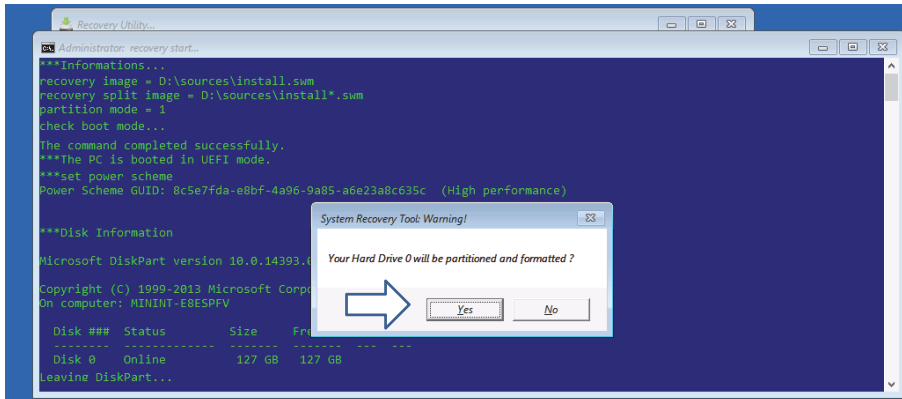 Recovery Utility...
Administrator: recovery start...
***Informations...
recovery image = D:\sources\install.swm
recovery split image = D:\sources\install*.swm
partition mode = 1
check boot mode...
The command completed successfully.
***The PC is booted in UEFI mode.
***set power scheme
Power Scheme GUID: 8c5e7fda-e8bf-4a96-9a85-a6e23a8c635c (High performance)
System Recovery Tool: Warning!
***Disk Information
Your Hard Drive 0 will be partitioned and formatted ?
Microsoft DiskPart version 10.0.14393.
Copyright (C) 1999-2013 Microsoft Corpo
On computer: MININT-E8ESPFV
Yes No
Disk ### Status Size Fre
-------- ------------- ------- ------- --- ---
Disk 0 Online 127 GB 127 GB
Leaving DiskPart...